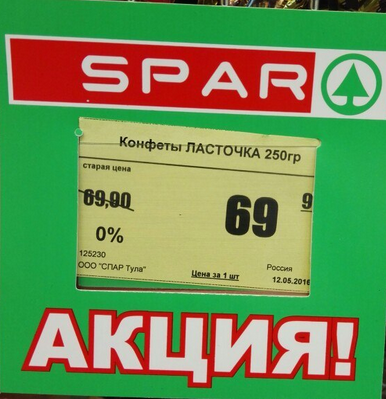 SPAR
Конфеты ЛАСТОЧКА 250гр
старая цена
69,90
69
9
0%
125230
ООО "СПАР Тула"
Цена за 1 шт
Россия
12.05.2016
АКЦИЯ!